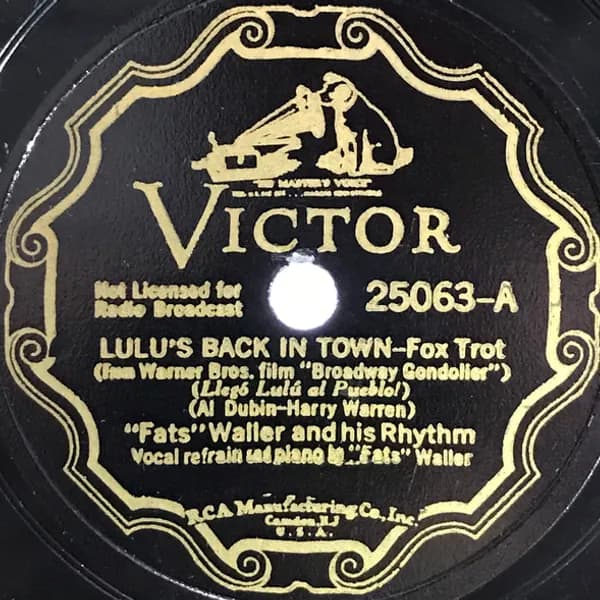 "HIS MASTER'S VOICE"
VICTOR
Not Licensed for
Radio Broadcast
25063-A
LULU'S BACK IN TOWN-Fox Trot
(From Warner Bros. film "Broadway Gondolier")
(Llegó Lulú al Pueblo!)
(Al Dubin-Harry Warren)
"Fats" Waller and his Rhythm
Vocal refrain and piano by "Fats" Waller
RCA Manufacturing Co., Inc.
Camden, N.J.
U.S.A.